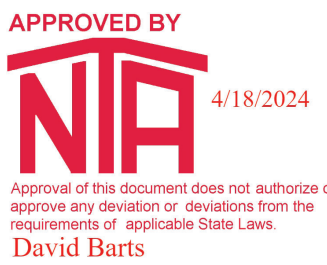 APPROVED BY
NTA
4/18/2024
Approval of this document does not authorize o
approve any deviation or deviations from the
requirements of applicable State Laws.
David Barts